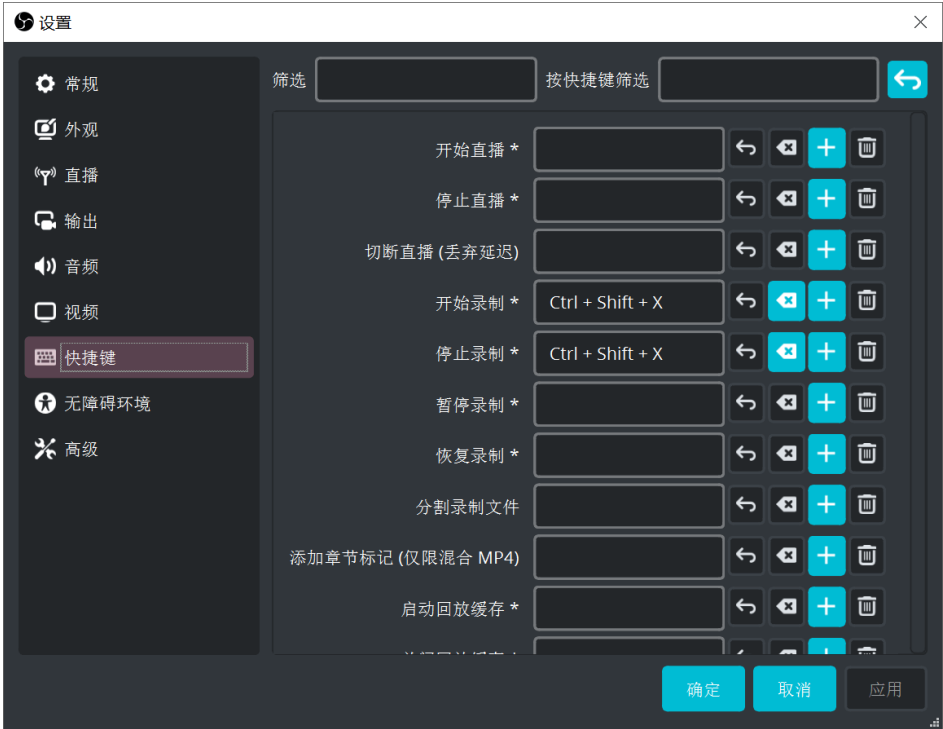 设置
常规
外观
直播
输出
音频
视频
快捷键
无障碍环境
高级
筛选
按快捷键筛选
开始直播 *
停止直播 *
切断直播 (丢弃延迟)
开始录制 * Ctrl + Shift + X
停止录制 * Ctrl + Shift + X
暂停录制 *
恢复录制 *
分割录制文件
添加章节标记 (仅限混合 MP4)
启动回放缓存 *
确定
取消
应用